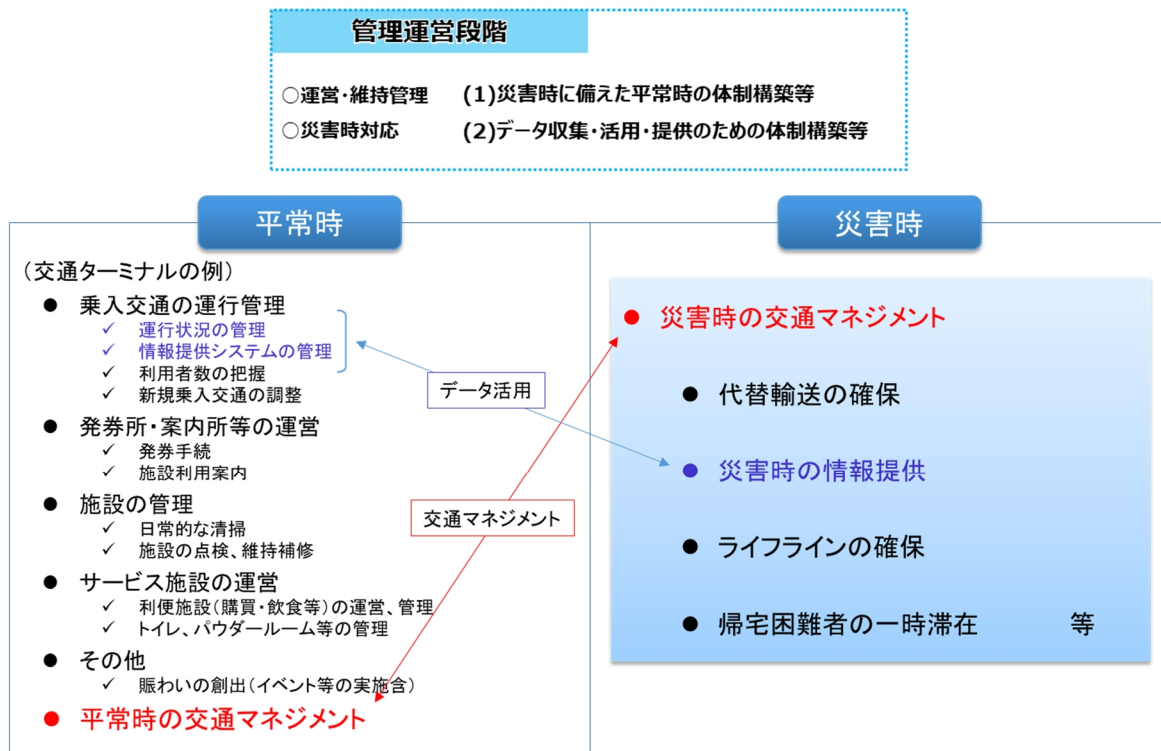 管理運営段階
○運営・維持管理 (1)災害時に備えた平常時の体制構築等
○災害時対応 (2)データ収集・活用・提供のための体制構築等
平常時
(交通ターミナルの例)
● 乗入交通の運行管理
✓ 運行状況の管理
✓ 情報提供システムの管理
✓ 利用者数の把握
✓ 新規乗入交通の調整
● 発券所・案内所等の運営
✓ 発券手続
✓ 施設利用案内
● 施設の管理
✓ 日常的な清掃
✓ 施設の点検、維持補修
● サービス施設の運営
✓ 利便施設(購買・飲食等)の運営、管理
✓ トイレ、パウダールーム等の管理
● その他
✓ 賑わいの創出(イベント等の実施含)
● 平常時の交通マネジメント
データ活用
交通マネジメント
災害時
● 災害時の交通マネジメント
● 代替輸送の確保
● 災害時の情報提供
● ライフラインの確保
● 帰宅困難者の一時滞在 等